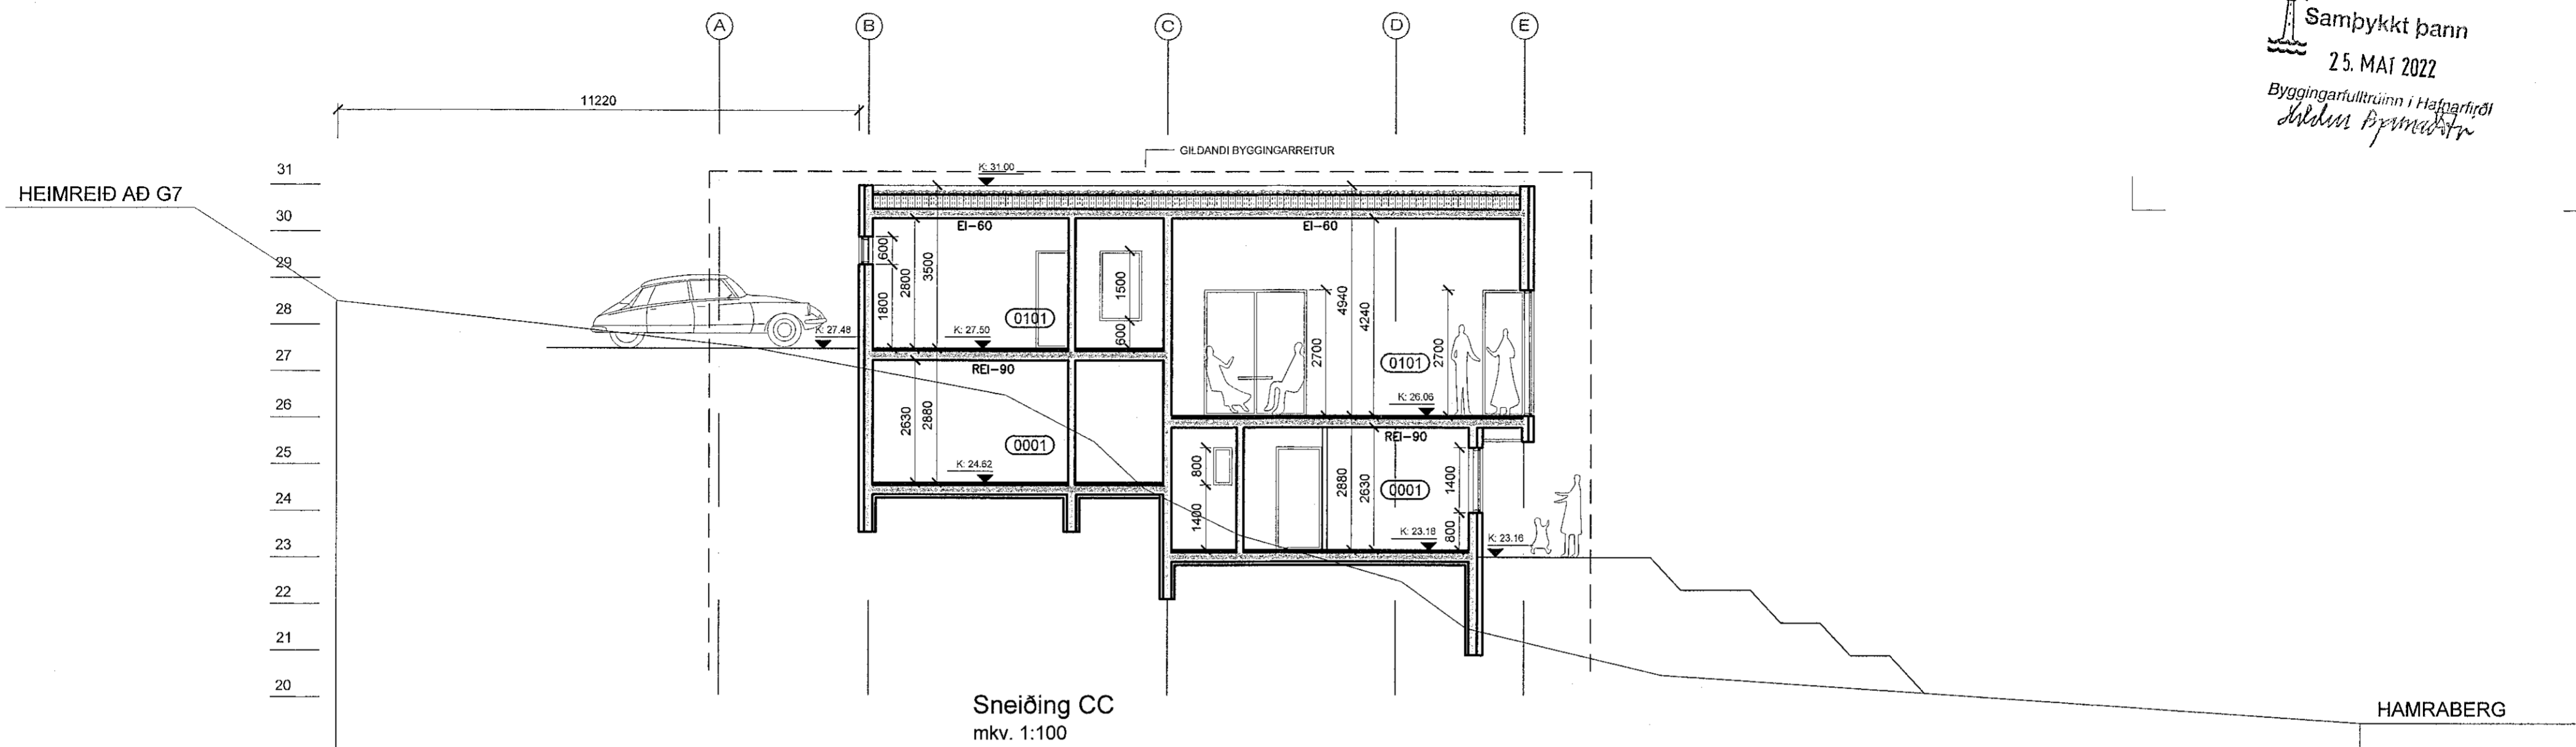 A
B
C
D
E
Samþykkt þann
25. MAÍ 2022
Byggingarfulltrúinn í Hafnarfirði
11220
GILDANDI BYGGINGARREITUR
K: 31.00
HEIMREIÐ AÐ G7
31
30
29
28
27
26
25
24
23
22
21
20
EI-60
EI-60
600
1800
2800
3500
0101
1500
600
4940
4240
2700
2700
0101
K: 27.48
K: 27.50
REI-90
K: 26.06
2630
2880
0001
K: 24.62
REI-90
800
1400
2880
2630
0001
1400
800
K: 23.18
K: 23.16
Sneiðing CC
mkv. 1:100
HAMRABERG